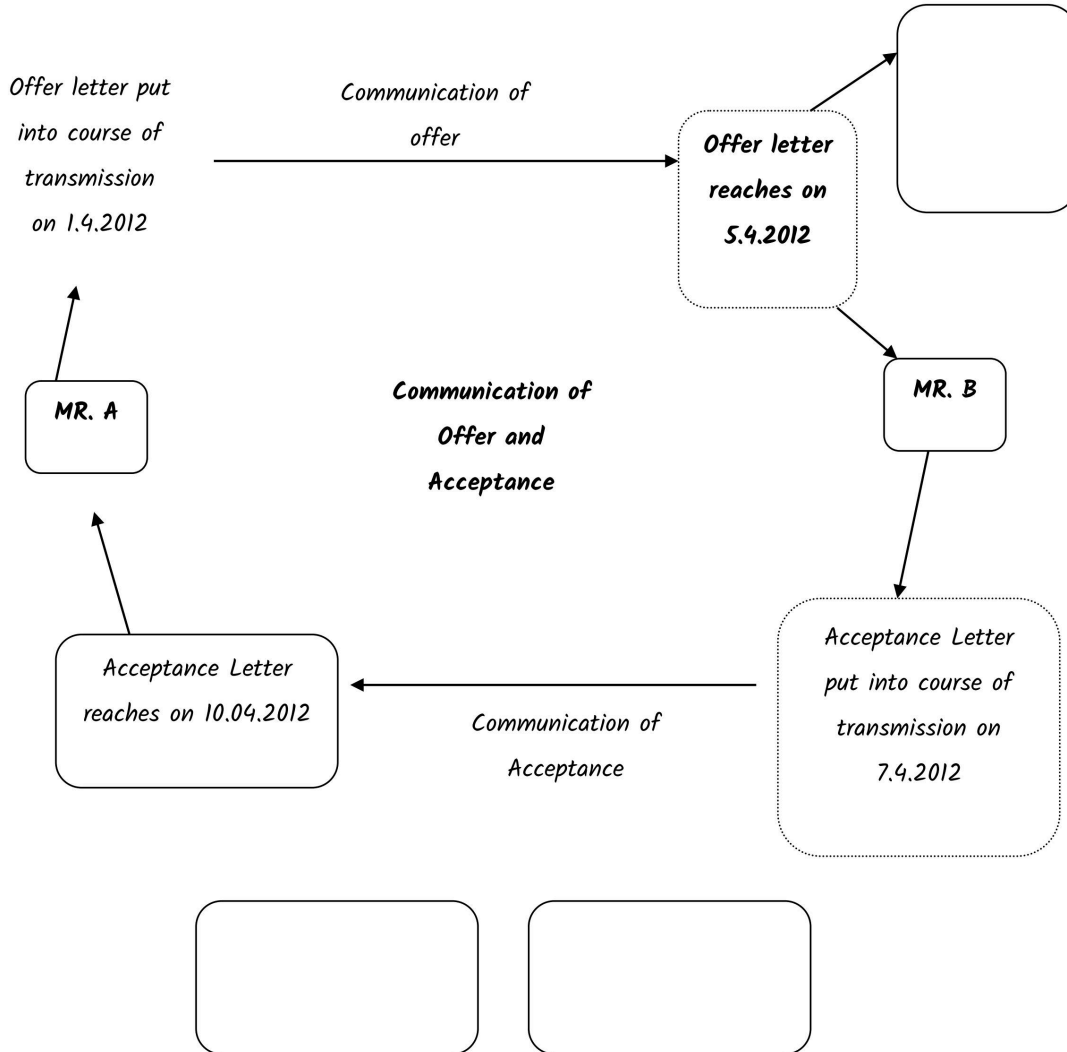 Offer letter put
into course of
transmission
on 1.4.2012
Communication of
offer
Offer letter
reaches on
5.4.2012
MR. A
Communication of
Offer and
Acceptance
MR. B
Acceptance Letter
reaches on 10.04.2012
Communication of
Acceptance
Acceptance Letter
put into course of
transmission on
7.4.2012